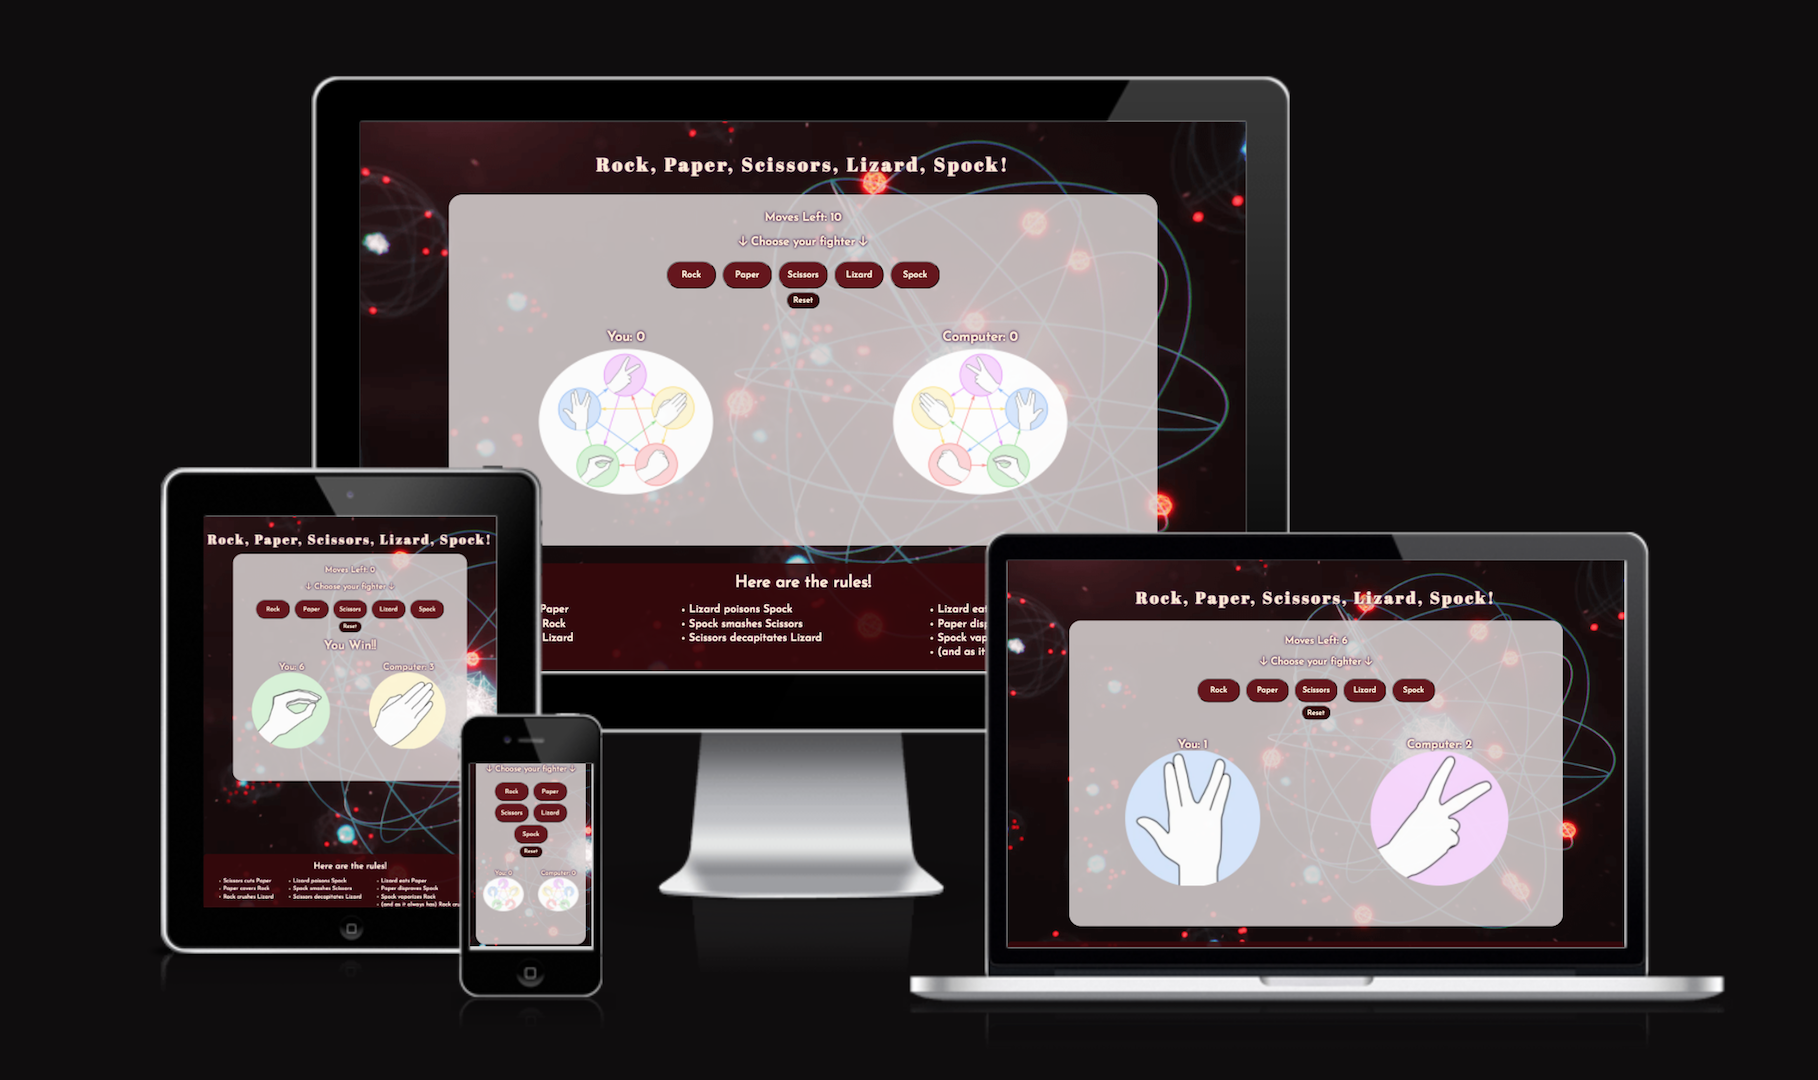 Rock, Paper, Scissors, Lizard, Spock!
Moves Left: 10
↓ Choose your fighter ↓
Rock Paper Scissors Lizard Spock
Reset
You: 0 Computer: 0
Here are the rules!
Paper
Rock
Lizard
• Lizard poisons Spock
• Spock smashes Scissors
• Scissors decapitates Lizard
• Lizard eat
• Paper disp
• Spock vap
• (and as it
Rock, Paper, Scissors, Lizard, Spock!
Moves Left: 0
↓ Choose your fighter ↓
Rock Paper Scissors Lizard Spock
Reset
You Win!!
You: 6 Computer: 3
Here are the rules!
• Scissors cuts Paper
• Paper covers Rock
• Rock crushes Lizard
• Lizard poisons Spock
• Spock smashes Scissors
• Scissors decapitates Lizard
• Lizard eats Paper
• Paper disproves Spock
• Spock vaporizes Rock
• (and as it always has) Rock cru
↓ Choose your fighter ↓
Rock Paper
Scissors Lizard
Spock
Reset
You: 0 Computer: 0
Rock, Paper, Scissors, Lizard, Spock!
Moves Left: 6
↓ Choose your fighter ↓
Rock Paper Scissors Lizard Spock
Reset
You: 1 Computer: 2